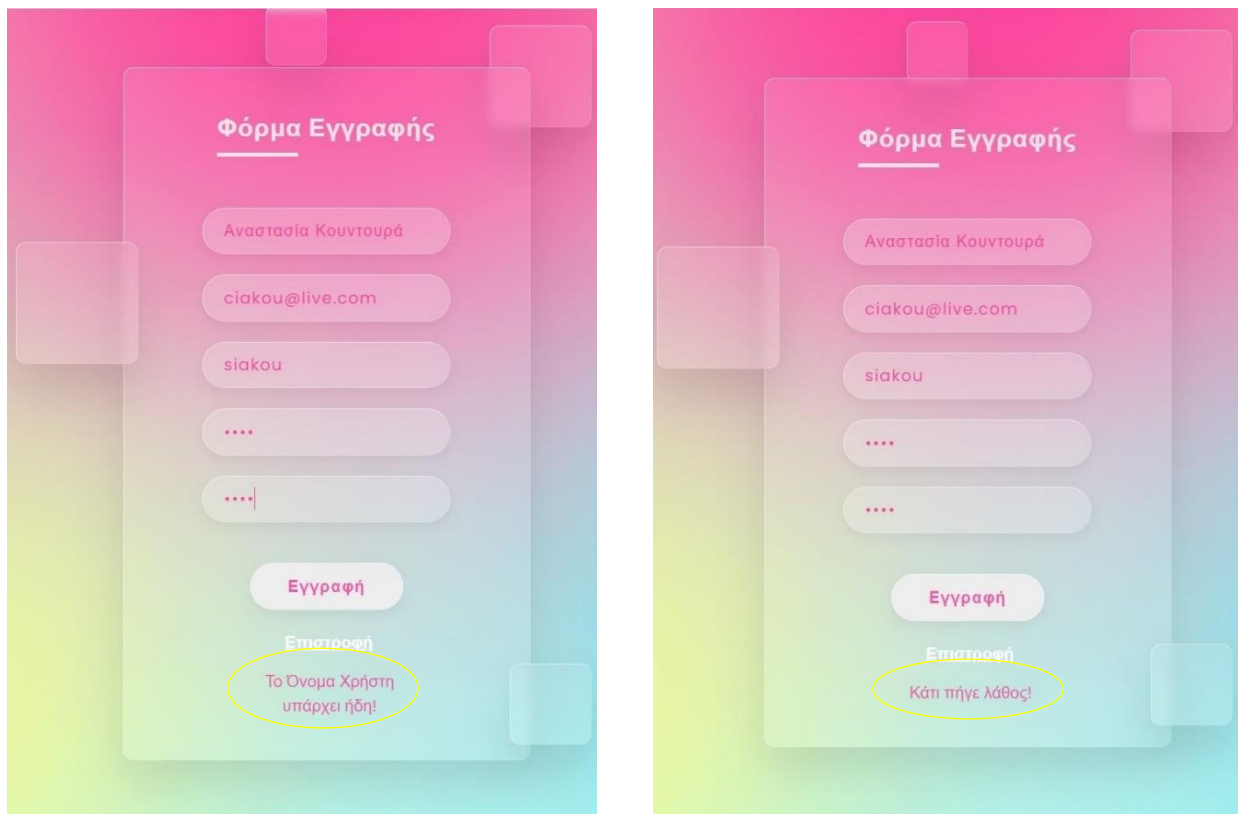 Φόρμα Εγγραφής
Αναστασία Κουντουρά
ciakou@live.com
siakou
••••
••••
Εγγραφή
Επιστροφή
Το Όνομα Χρήστη
υπάρχει ήδη!
Φόρμα Εγγραφής
Αναστασία Κουντουρά
ciakou@live.com
siakou
••••
••••
Εγγραφή
Επιστροφή
Κάτι πήγε λάθος!